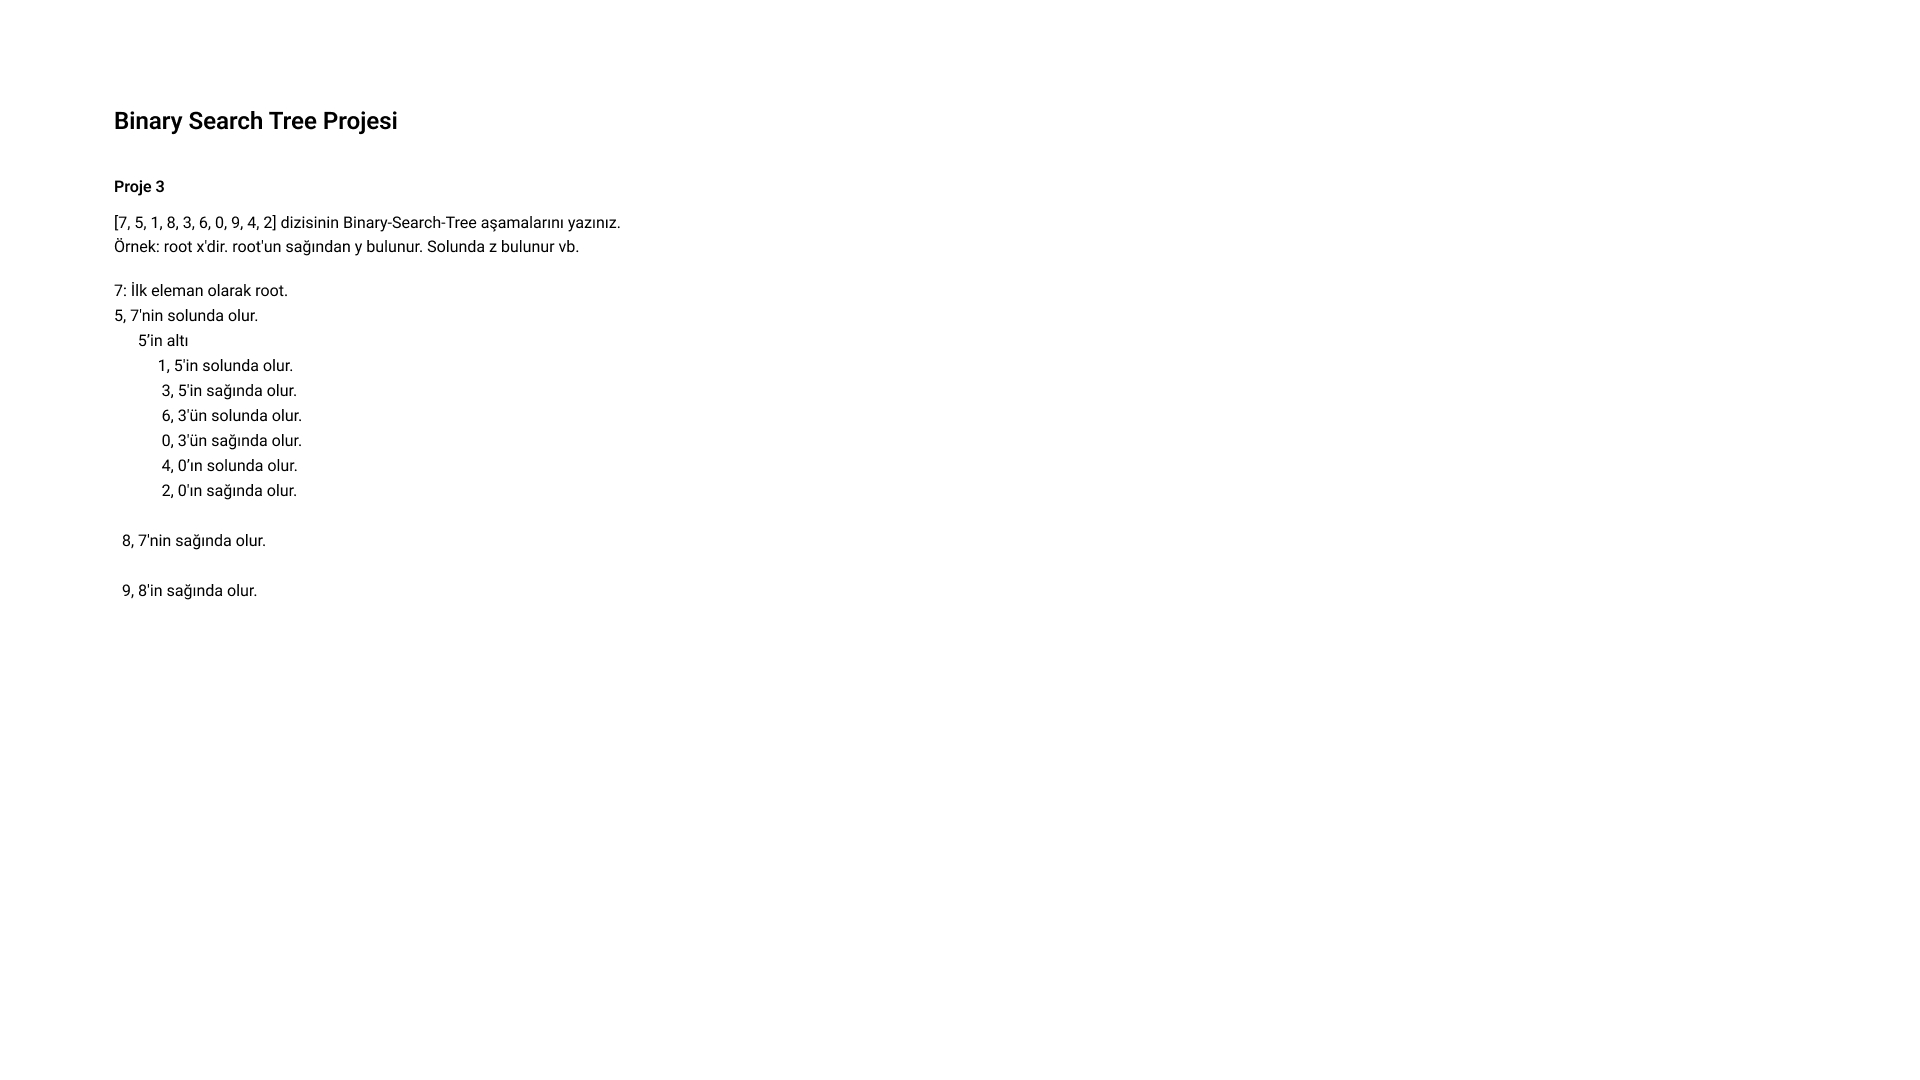 Binary Search Tree Projesi
Proje 3
[7, 5, 1, 8, 3, 6, 0, 9, 4, 2] dizisinin Binary-Search-Tree aşamalarını yazınız.
Örnek: root x'dir. root'un sağından y bulunur. Solunda z bulunur vb.
7: İlk eleman olarak root.
5, 7'nin solunda olur.
5’in altı
1, 5'in solunda olur.
3, 5'in sağında olur.
6, 3'ün solunda olur.
0, 3'ün sağında olur.
4, 0’ın solunda olur.
2, 0'ın sağında olur.
8, 7'nin sağında olur.
9, 8'in sağında olur.